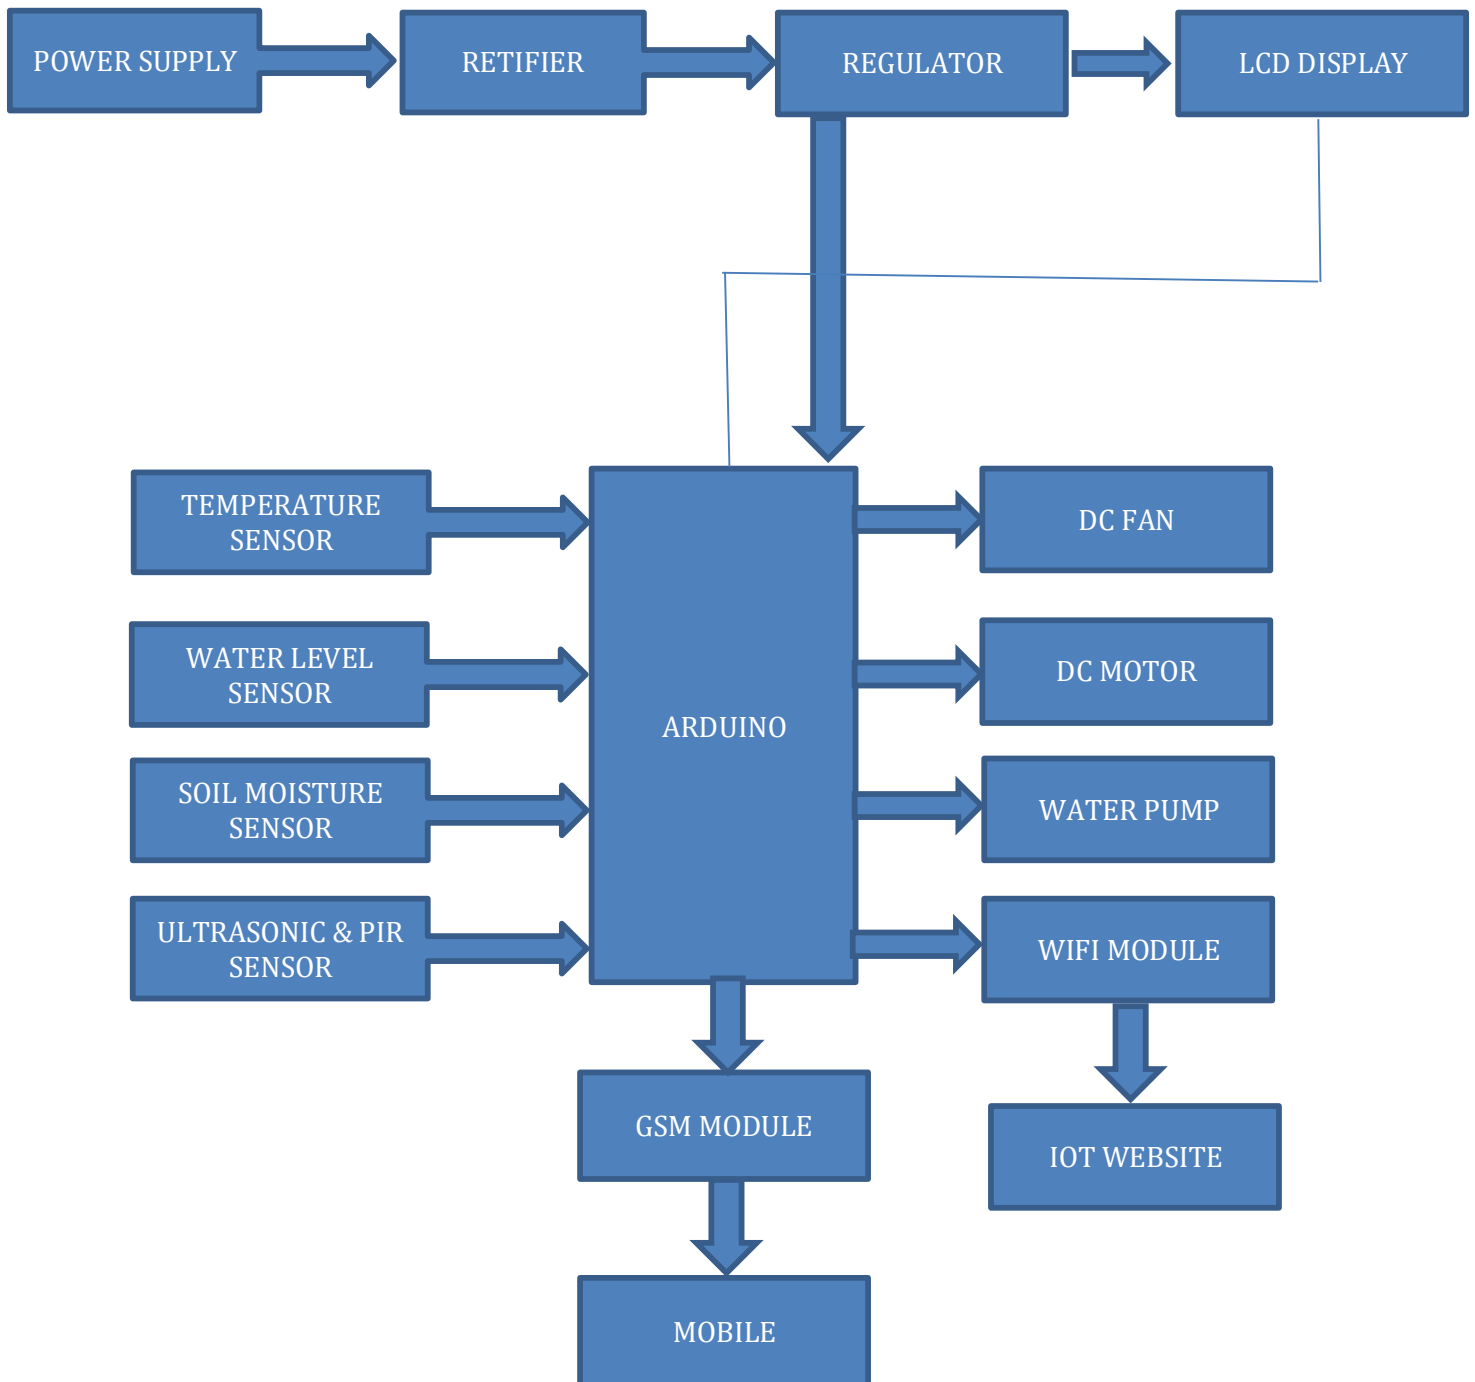 POWER SUPPLY
RETIFIER
REGULATOR
LCD DISPLAY
TEMPERATURE
SENSOR
DC FAN
WATER LEVEL
SENSOR
DC MOTOR
ARDUINO
SOIL MOISTURE
SENSOR
WATER PUMP
ULTRASONIC & PIR
SENSOR
WIFI MODULE
GSM MODULE
IOT WEBSITE
MOBILE